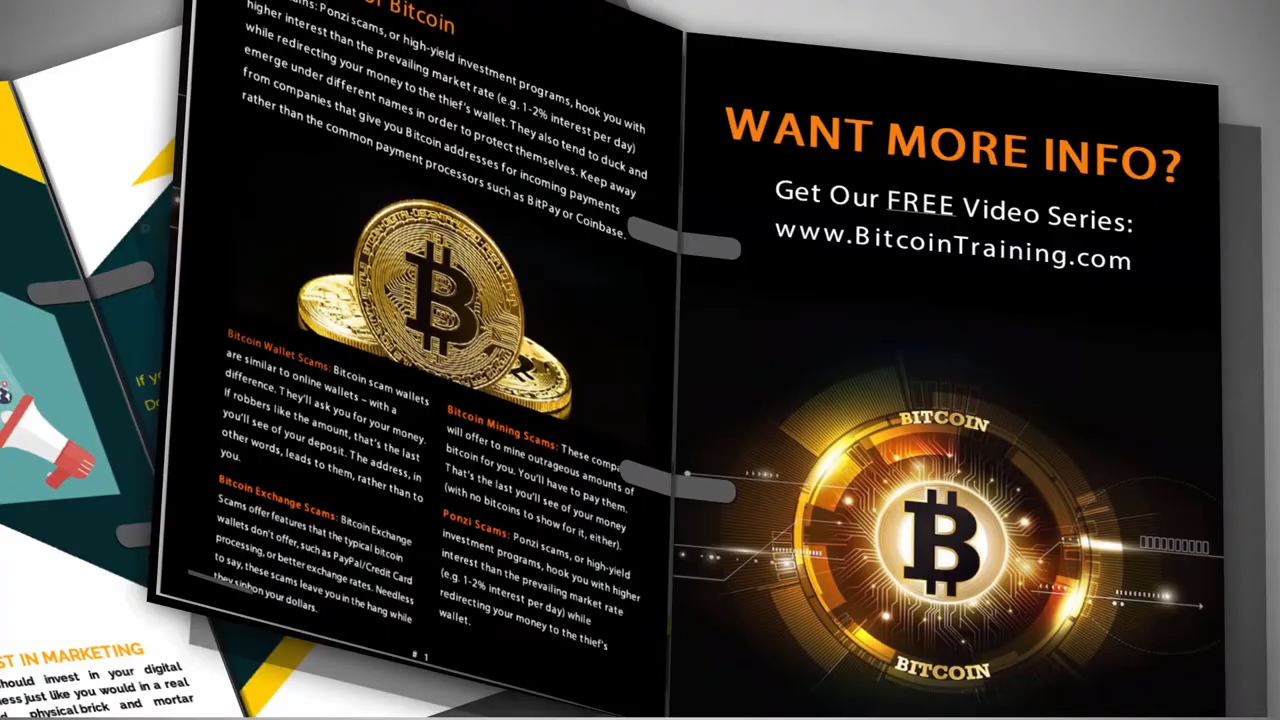 of Bitcoin
Ponzi scams, or high-yield investment programs, hook you with
higher interest than the prevailing market rate (e.g. 1-2% interest per day)
while redirecting your money to the thief's wallet. They also tend to duck and
emerge under different names in order to protect themselves. Keep away
from companies that give you Bitcoin addresses for incoming payments
rather than the common payment processors such as BitPay or Coinbase.
Bitcoin Wallet Scams: Bitcoin scam wallets
are similar to online wallets – with a
difference. They'll ask you for your money.
If robbers like the amount, that's the last
you'll see of your deposit. The address, in
other words, leads to them, rather than to
you.
Bitcoin Exchange Scams: Bitcoin Exchange
Scams offer features that the typical bitcoin
wallets don't offer, such as PayPal/Credit Card
processing, or better exchange rates. Needless
to say, these scams leave you in the hang while
they siphon your dollars.
Bitcoin Mining Scams: These
will offer to mine outrageous amounts of
bitcoin for you. You'll have to pay them.
That's the last you'll see of your money
(with no bitcoins to show for it, either).
Ponzi Scams: Ponzi scams, or high-yield
investment programs, hook you with higher
interest than the prevailing market rate
(e.g. 1-2% interest per day) while
redirecting your money to the thief's
wallet.
# 1
WANT MORE INFO?
Get Our FREE Video Series:
www.BitcoinTraining.com
BITCOIN
BITCOIN
IN MARKETING
should invest in your digital
just like you would in a real
physical brick and mortar